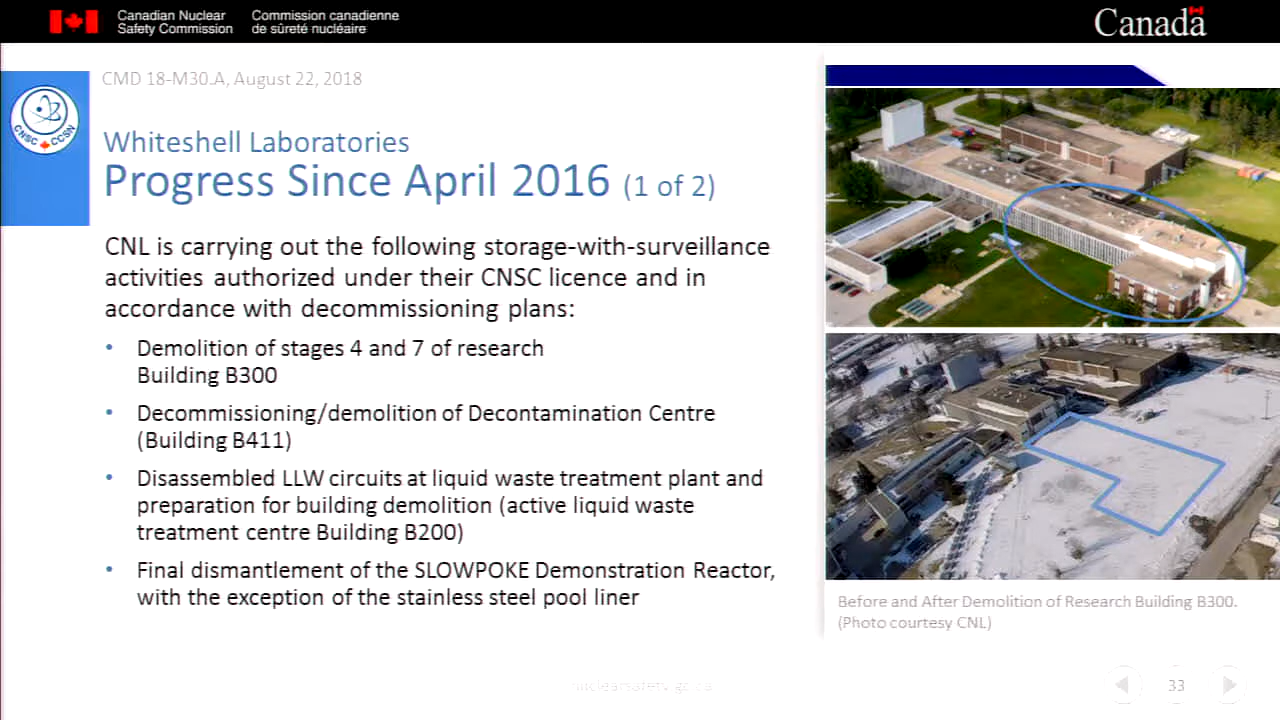 Canadian Nuclear
Safety Commission
Commission canadienne
de sûreté nucléaire
Canada
CMD 18-M30.A, August 22, 2018
CNSC CCSN
Whiteshell Laboratories
Progress Since April 2016 (1 of 2)
CNL is carrying out the following storage-with-surveillance
activities authorized under their CNSC licence and in
accordance with decommissioning plans:
• Demolition of stages 4 and 7 of research
Building B300
• Decommissioning/demolition of Decontamination Centre
(Building B411)
• Disassembled LLW circuits at liquid waste treatment plant and
preparation for building demolition (active liquid waste
treatment centre Building B200)
• Final dismantlement of the SLOWPOKE Demonstration Reactor,
with the exception of the stainless steel pool liner
Before and After Demolition of Research Building B300.
(Photo courtesy CNL)
nuclearsafety.gc.ca
33